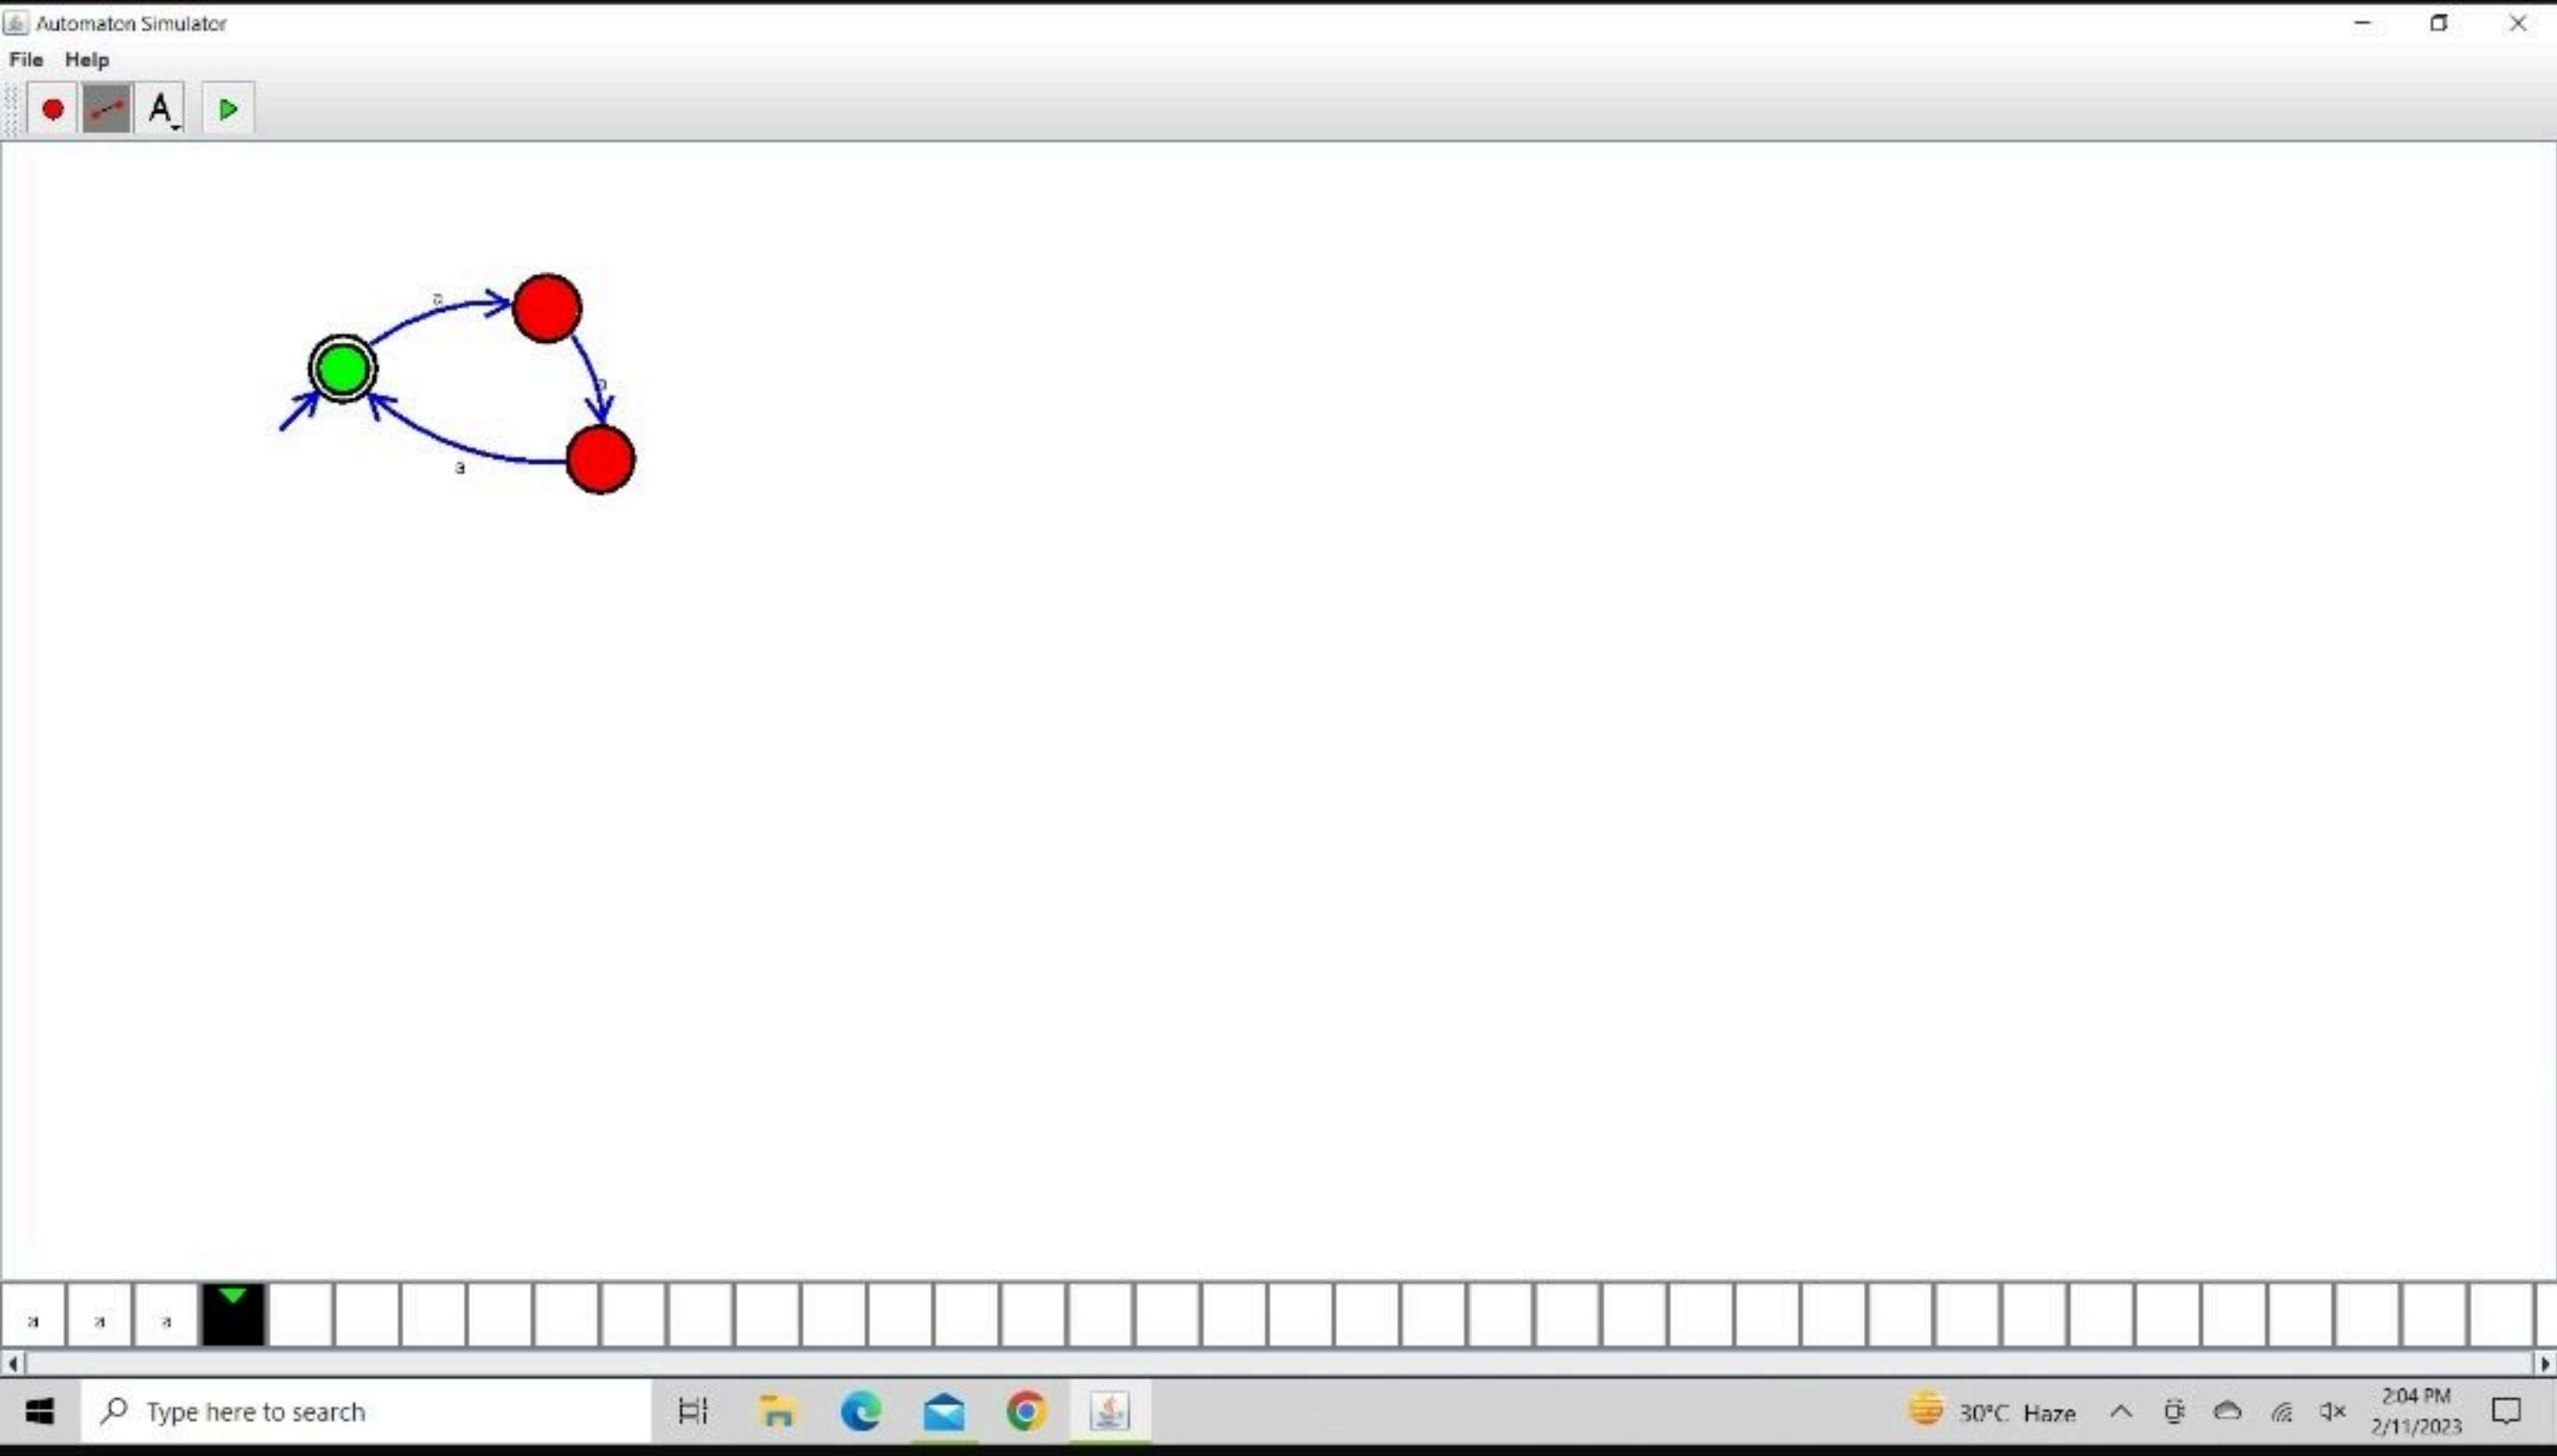 Automaton Simulator
File Help
A
a
a
a
a a a
Type here to search
30°C Haze
2:04 PM
2/11/2023